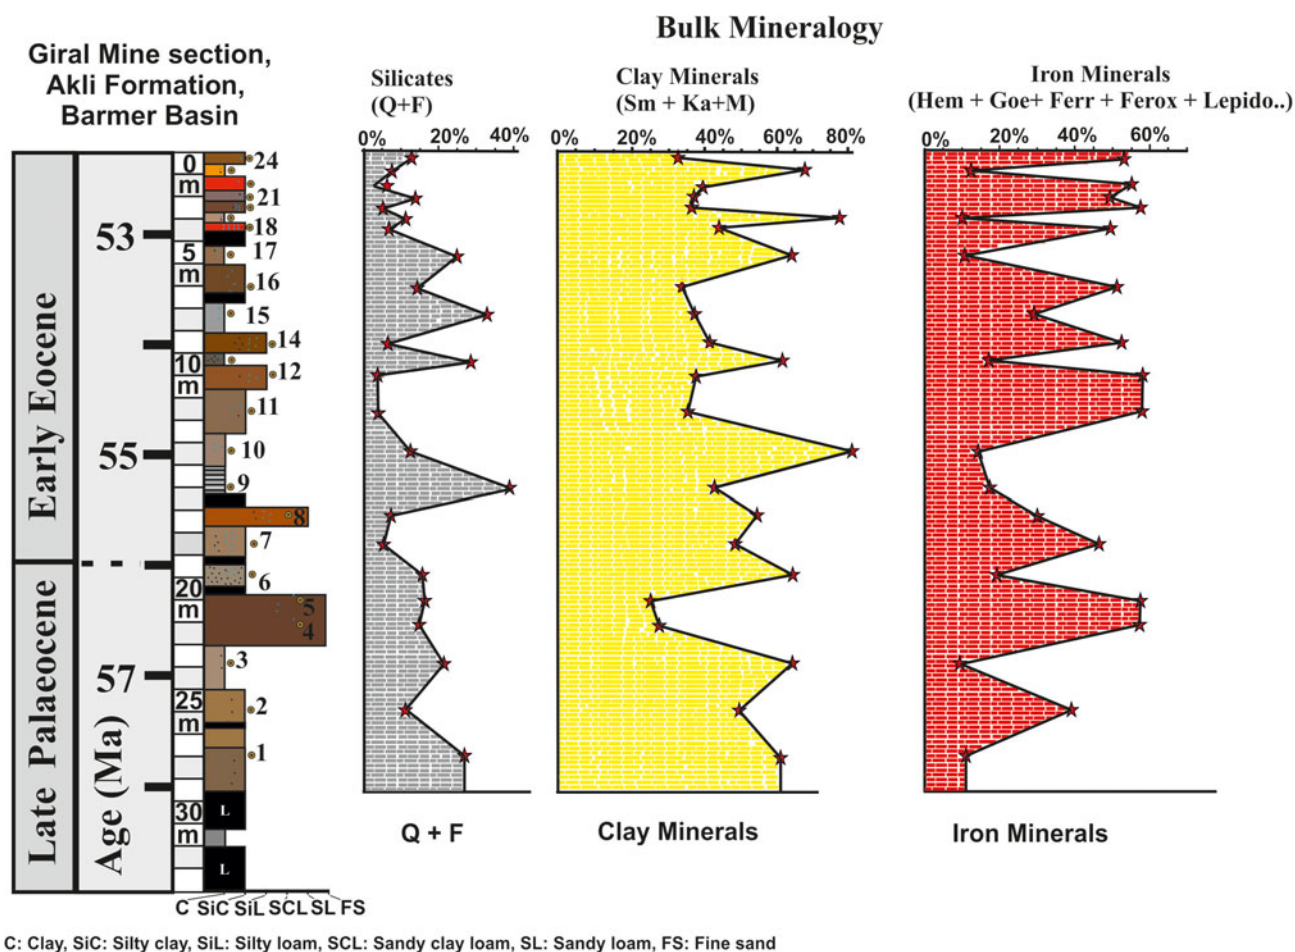 Bulk Mineralogy
Giral Mine section,
Akli Formation,
Barmer Basin
Silicates
(Q+F)
Clay Minerals
(Sm + Ka+M)
Iron Minerals
(Hem + Goe+ Ferr + Ferox + Lepido..)
0% 20% 40%
0% 20% 40% 60% 80%
0% 20% 40% 60%
Early Eocene
Late Palaeocene
Age (Ma)
53
55
57
0
m
5
m
10
m
20
m
25
m
30
m
24
21
18
17
16
15
14
12
11
10
9
8
7
6
5
4
3
2
1
L
L
C SiC SiL SCL SL FS
Q + F
Clay Minerals
Iron Minerals
C: Clay, SiC: Silty clay, SiL: Silty loam, SCL: Sandy clay loam, SL: Sandy loam, FS: Fine sand